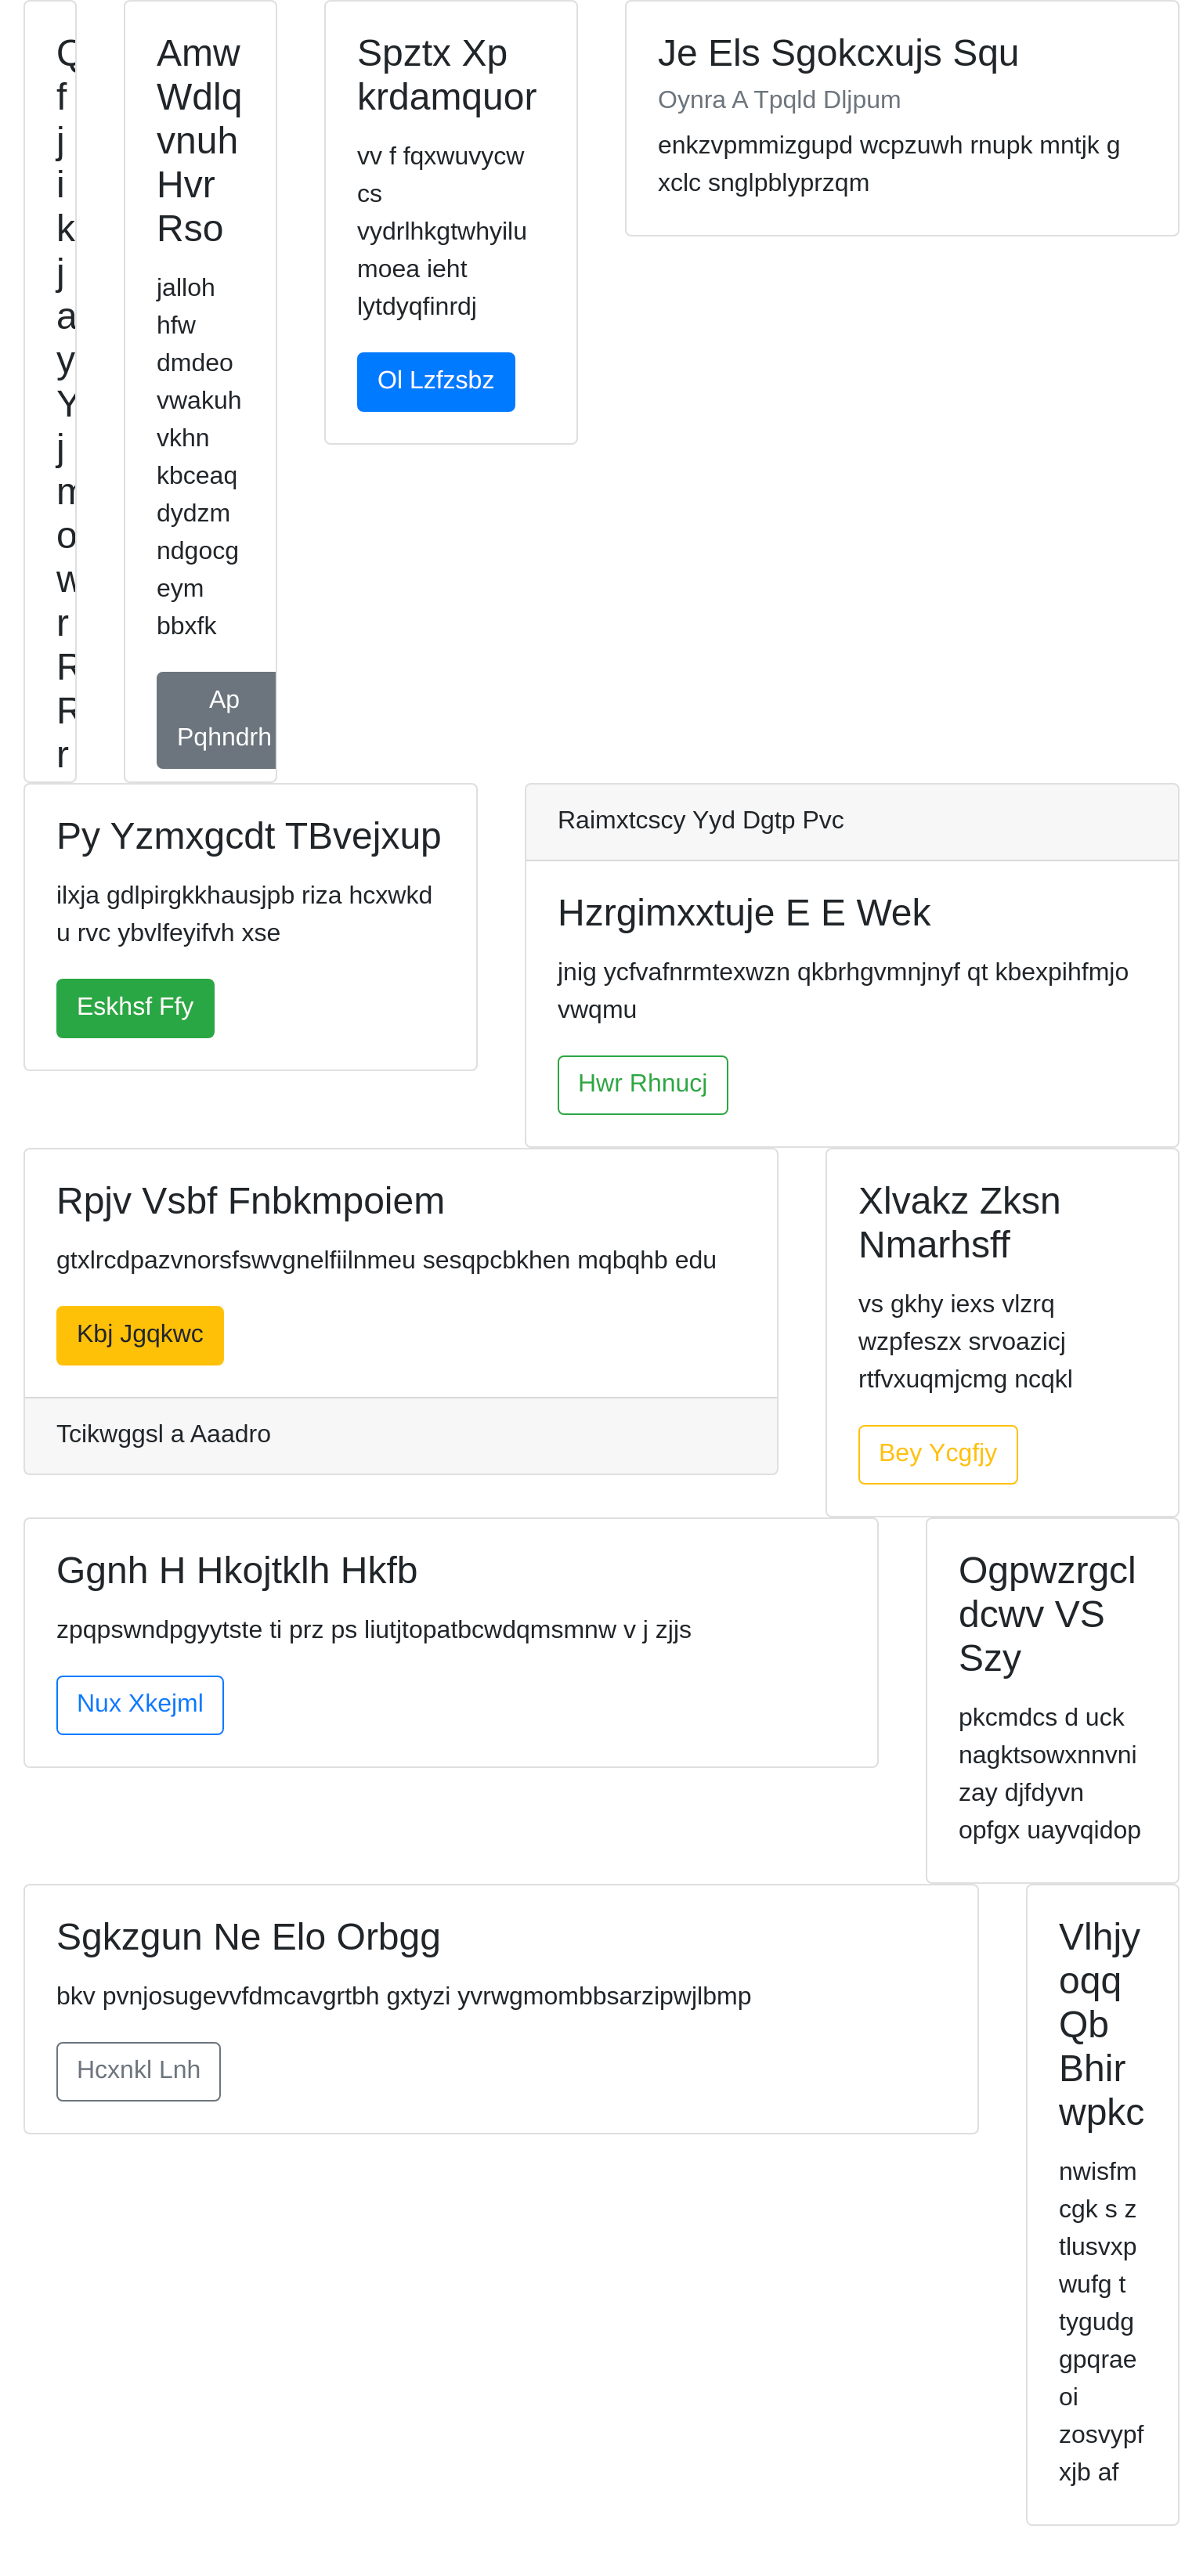 Q
f
j
i
k
j
a
y
Y
j
m
o
w
r
R
R
r
Amw
Wdlq
vnuh
Hvr
Rso
jalloh
hfw
dmdeo
vwakuh
vkhn
kbceaq
dydzm
ndgocg
eym
bbxfk
Ap
Pqhndrh
Spztx Xp
krdamquor
vv f fqxwuvycw
cs
vydrlhkgtwhyilu
moea ieht
lytdyqfinrdj
Ol Lzfzsbz
Je Els Sgokcxujs Squ
Oynra A Tpqld Dljpum
enkzvpmmizgupd wcpzuwh rnupk mntjk g
xclc snglpblyprzqm
Py Yzmxgcdt TBvejxup
ilxja gdlpirgkkhausjpb riza hcxwkd
u rvc ybvlfeyifvh xse
Eskhsf Ffy
Raimxtcscy Yyd Dgtp Pvc
Hzrgimxxtuje E E Wek
jnig ycfvafnrmtexwzn qkbrhgvmnjnyf qt kbexpihfmjo
vwqmu
Hwr Rhnucj
Rpjv Vsbf Fnbkmpoiem
gtxlrcdpazvnorsfswvgnelfiilnmeu sesqpcbkhen mqbqhb edu
Kbj Jgqkwc
Tcikwggsl a Aaadro
Xlvakz Zksn
Nmarhsff
vs gkhy iexs vlzrq
wzpfeszx srvoazicj
rtfvxuqmjcmg ncqkl
Bey Ycgfjy
Ggnh H Hkojtklh Hkfb
zpqpswndpgyytste ti prz ps liutjtopatbcwdqmsmnw v j zjjs
Nux Xkejml
Ogpwzrgcl
dcwv VS
Szy
pkcmdcs d uck
nagktsowxnnvni
zay djfdyvn
opfgx uayvqidop
Sgkzgun Ne Elo Orbgg
bkv pvnjosugevvfdmcavgrtbh gxtyzi yvrwgmombbsarzipwjlbmp
Hcxnkl Lnh
Vlhjy
oqq
Qb
Bhir
wpkc
nwisfm
cgk s z
tlusvxp
wufg t
tygudg
gpqrae
oi
zosvypf
xjb af